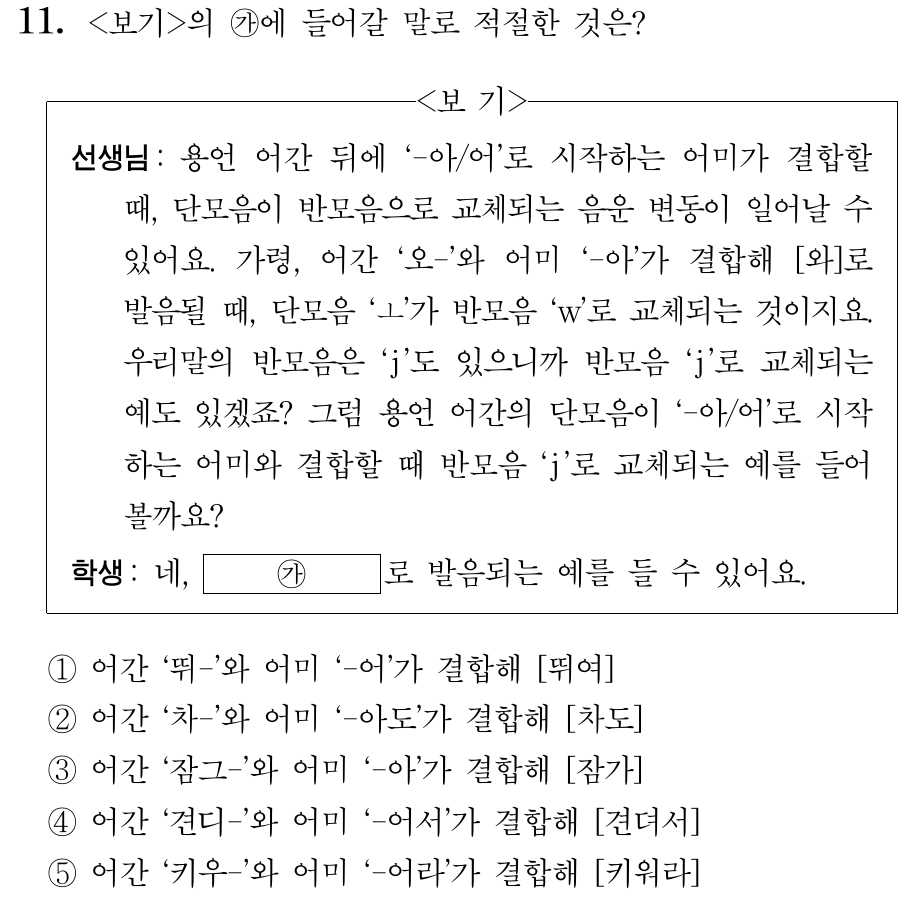 11. <보기>의 ㉮에 들어갈 말로 적절한 것은?
<보 기>
선생님 : 용언 어간 뒤에 ‘-아/어’로 시작하는 어미가 결합할
때, 단모음이 반모음으로 교체되는 음운 변동이 일어날 수
있어요. 가령, 어간 ‘오-’와 어미 ‘-아’가 결합해 [와]로
발음될 때, 단모음 ‘ㅗ’가 반모음 ‘w’로 교체되는 것이지요.
우리말의 반모음은 ‘j’도 있으니까 반모음 ‘j’로 교체되는
예도 있겠죠? 그럼 용언 어간의 단모음이 ‘-아/어’로 시작
하는 어미와 결합할 때 반모음 ‘j’로 교체되는 예를 들어
볼까요?
학생 : 네, ㉮로 발음되는 예를 들 수 있어요.
① 어간 ‘뛰-’와 어미 ‘-어’가 결합해 [뛰여]
② 어간 ‘차-’와 어미 ‘-아도’가 결합해 [차도]
③ 어간 ‘잠그-’와 어미 ‘-아’가 결합해 [잠가]
④ 어간 ‘견디-’와 어미 ‘-어서’가 결합해 [견뎌서]
⑤ 어간 ‘키우-’와 어미 ‘-어라’가 결합해 [키워라]